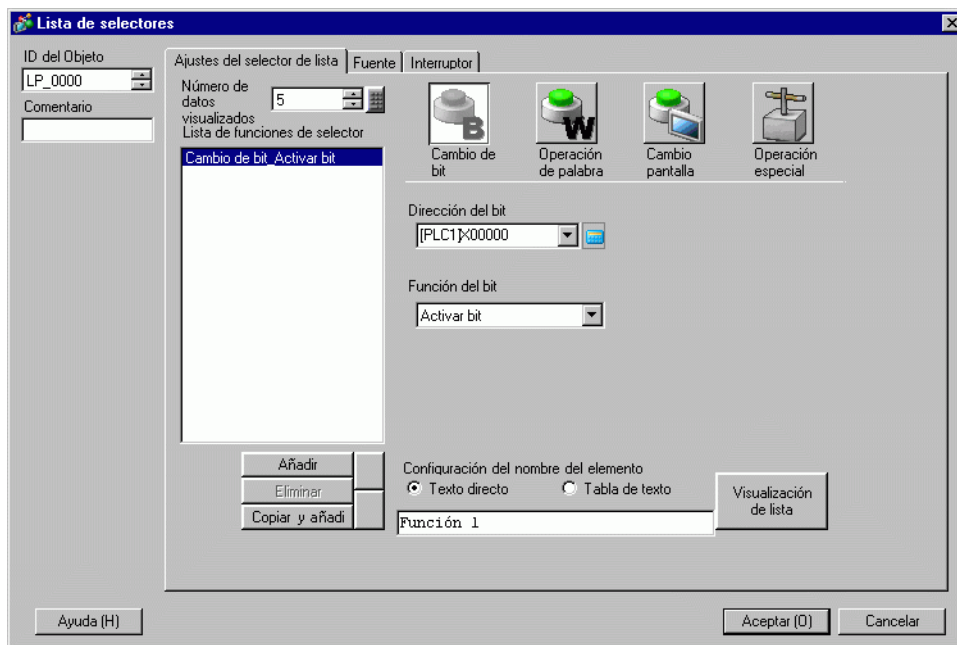 Lista de selectores
ID del Objeto
LP_0000
Comentario
Ajustes del selector de lista
Fuente
Interruptor
Número de
datos
visualizados
5
Lista de funciones de selector
Cambio de bit_Activar bit
B
Cambio de
bit
W
Operación
de palabra
Cambio
pantalla
Operación
especial
Dirección del bit
[PLC1]X00000
Función del bit
Activar bit
Añadir
Eliminar
Copiar y añadi
Configuración del nombre del elemento
Texto directo
Tabla de texto
Función 1
Visualización
de lista
Ayuda (H)
Aceptar (O)
Cancelar